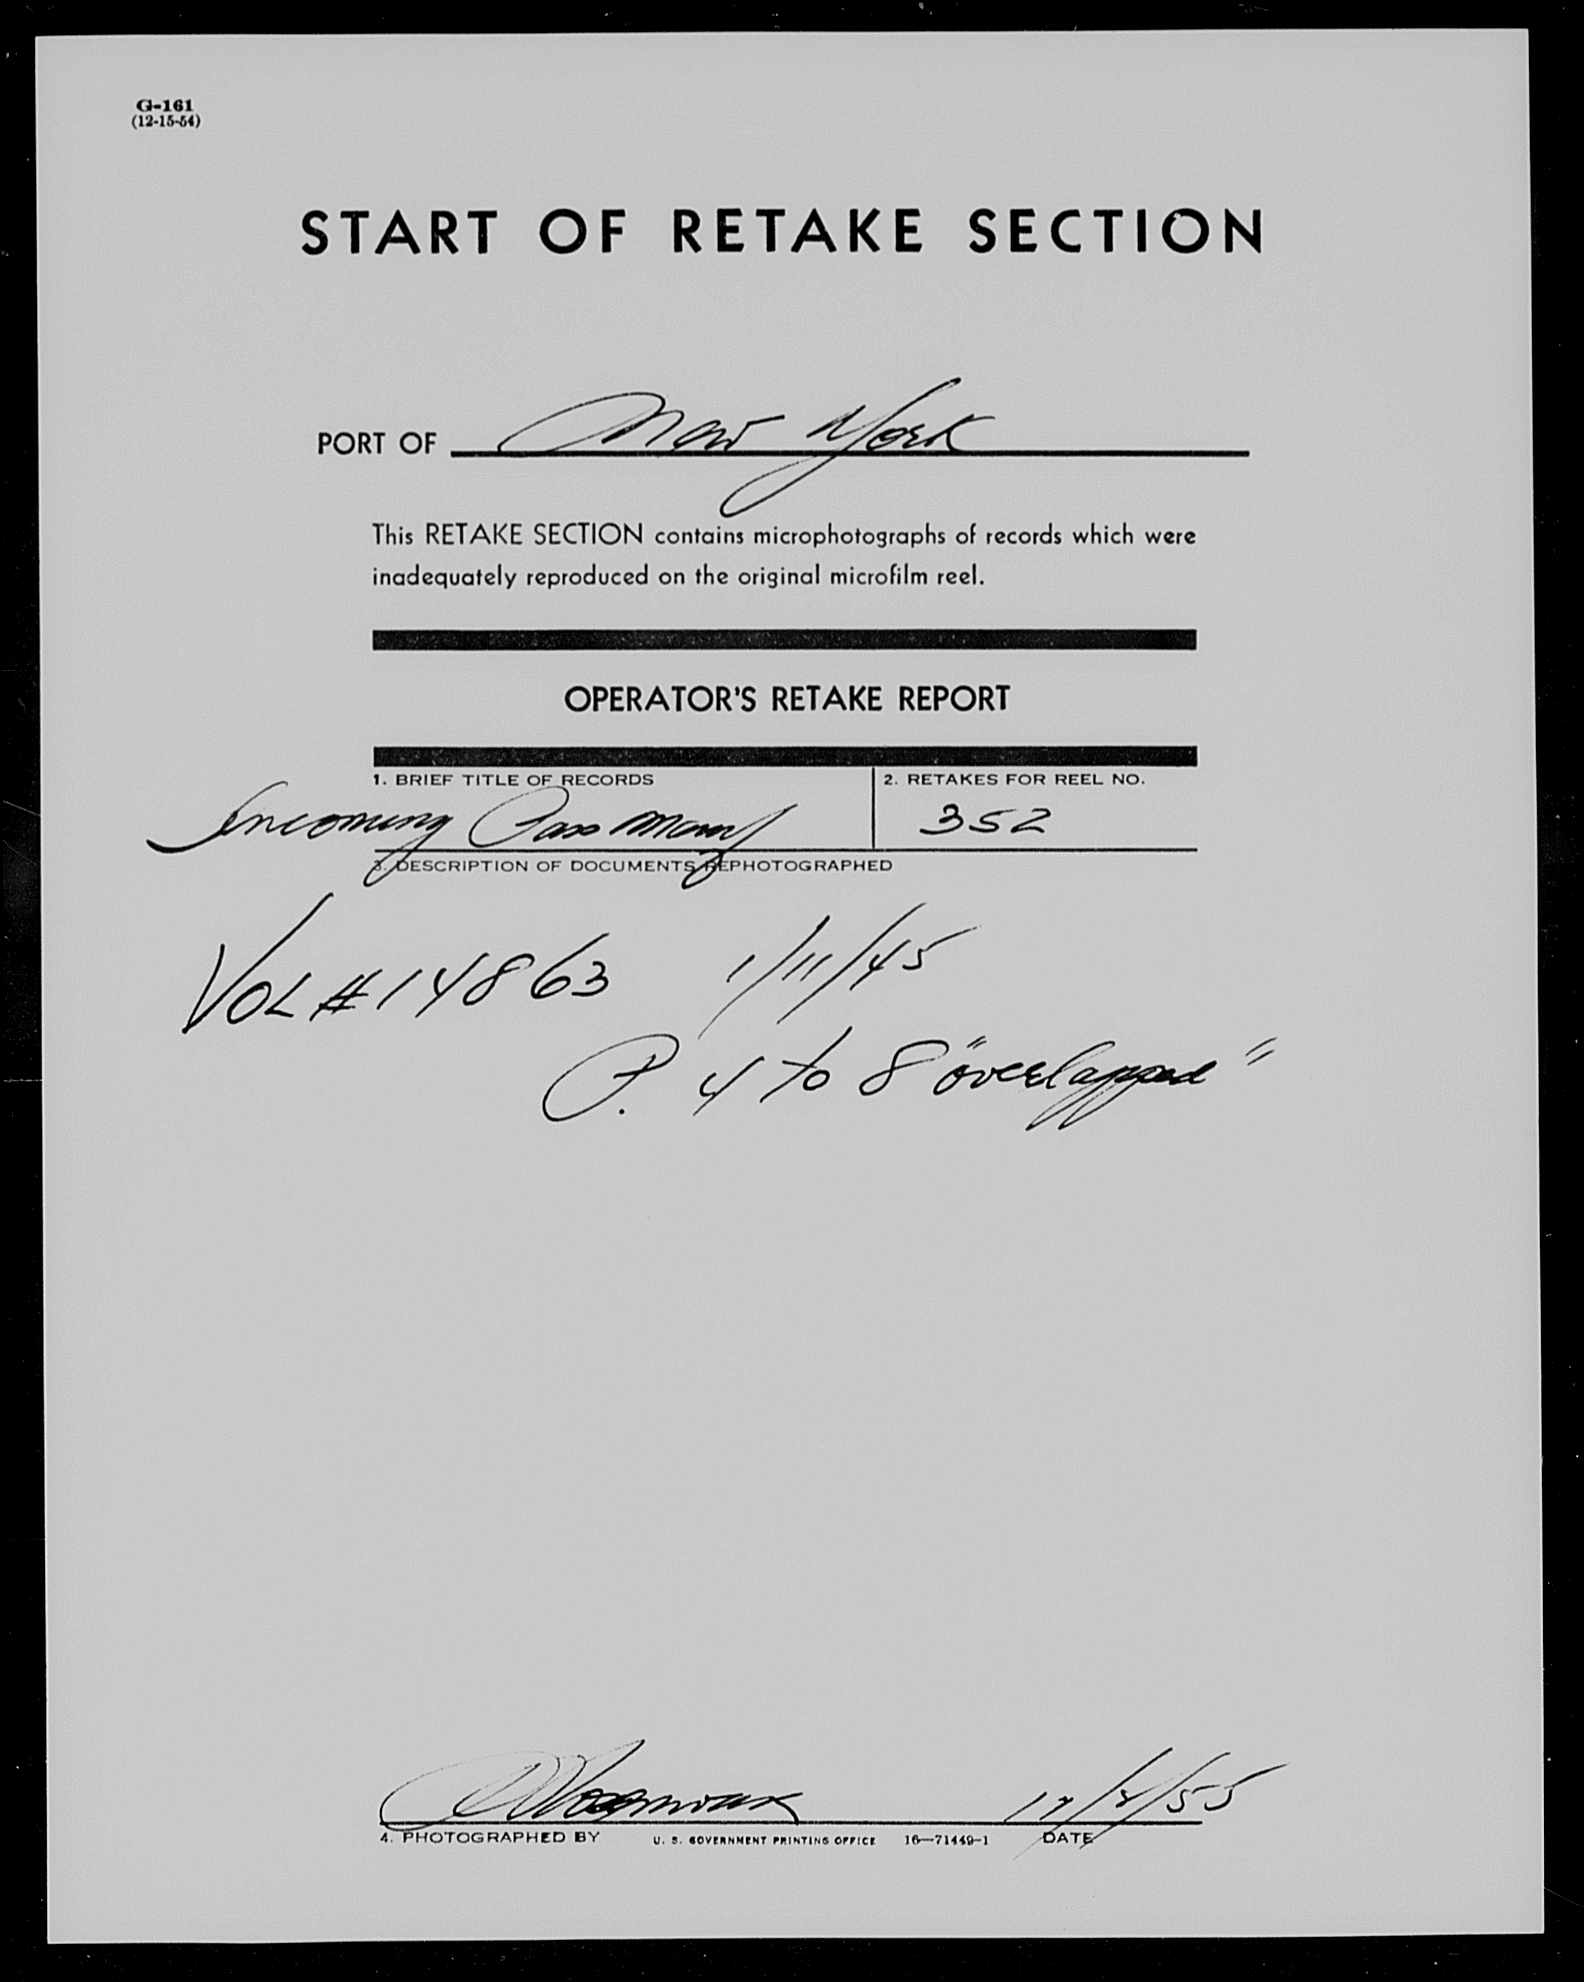 G-161
(12-15-54)
START OF RETAKE SECTION
PORT OF New York
This RETAKE SECTION contains microphotographs of records which were
inadequately reproduced on the original microfilm reel.
OPERATOR'S RETAKE REPORT
1. BRIEF TITLE OF RECORDS
2. RETAKES FOR REEL NO.
Incoming Pass Many
352
3. DESCRIPTION OF DOCUMENTS REPHOTOGRAPHED
VOL # 14863 1/11/45
P. 4 to 8 "overlapped"
4. PHOTOGRAPHED BY U. S. GOVERNMENT PRINTING OFFICE 16—71449-1 DATE